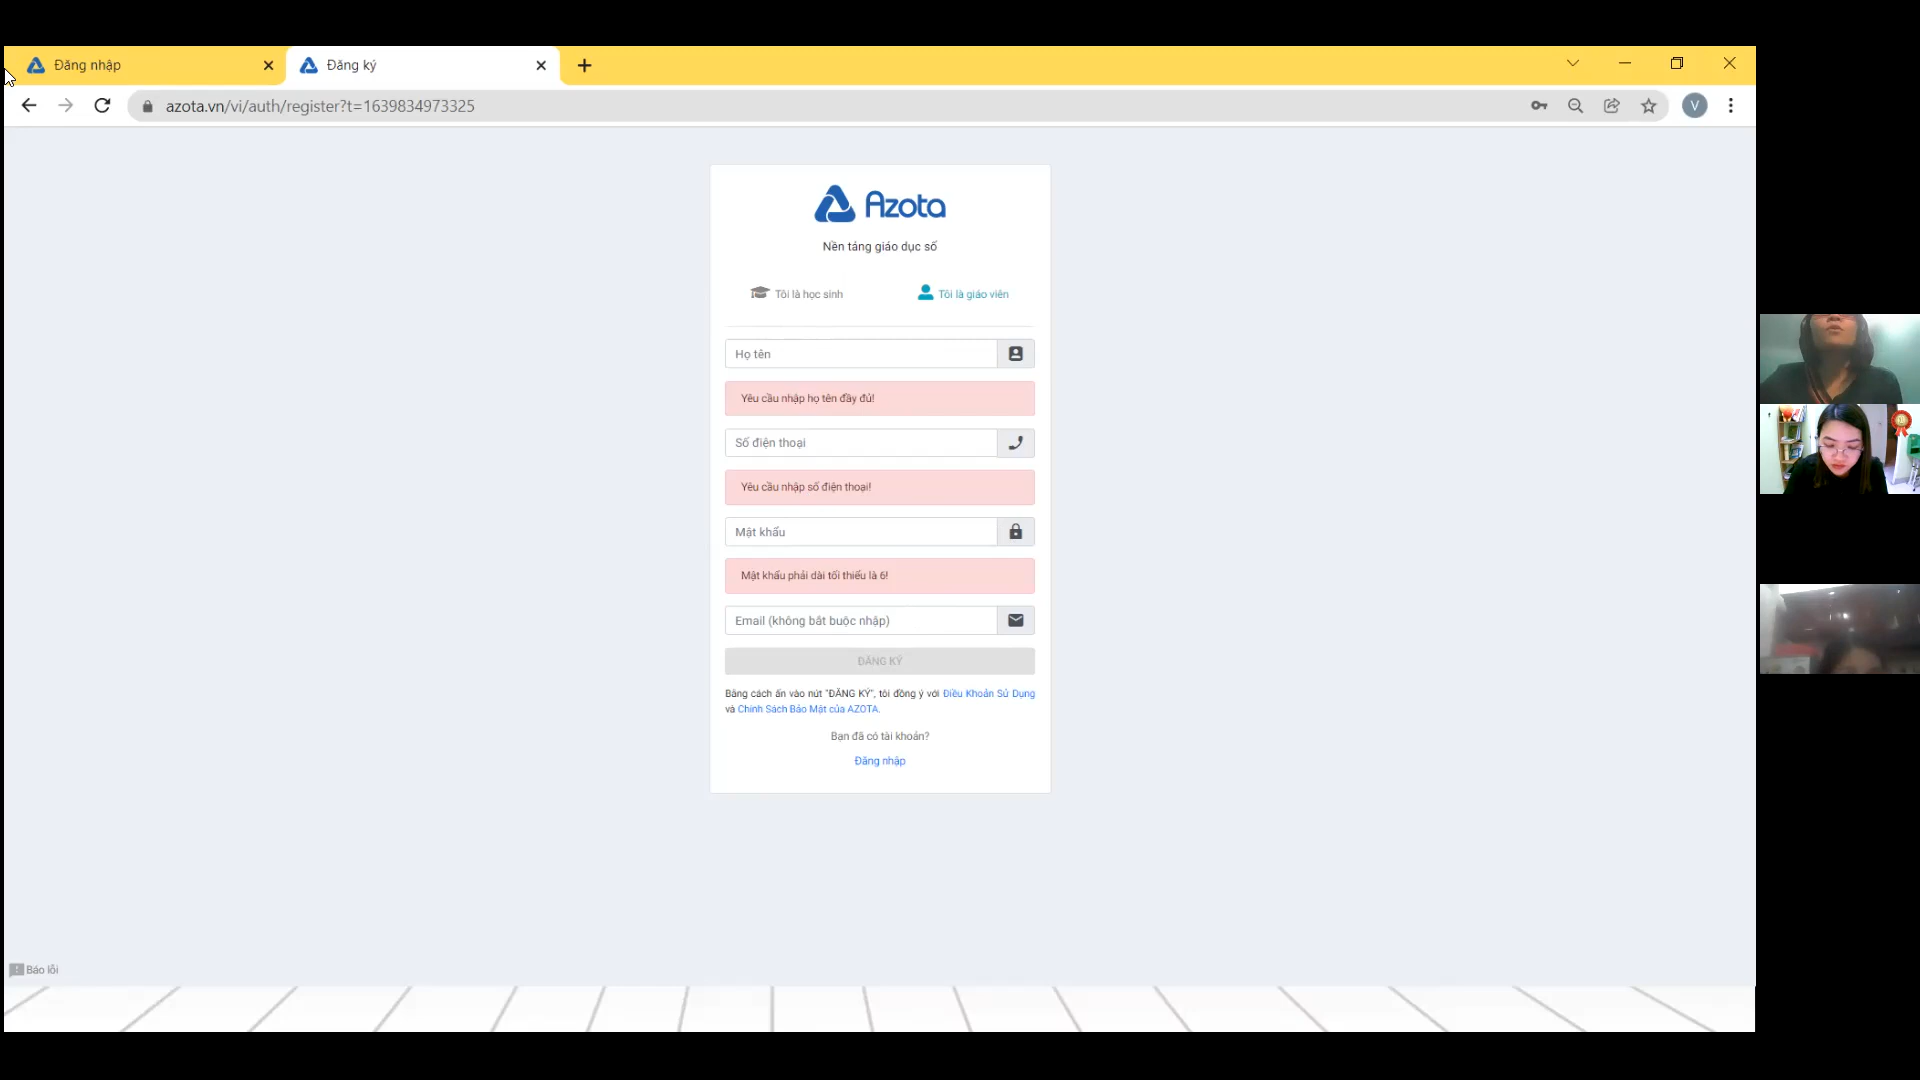 Đăng nhập
Đăng ký
azota.vn/vi/auth/register?t=1639834973325
V
Azota
Nền tảng giáo dục số
Tôi là học sinh
Tôi là giáo viên
Họ tên
Yêu cầu nhập họ tên đầy đủ!
Số điện thoại
Yêu cầu nhập số điện thoại!
Mật khẩu
Mật khẩu phải dài tối thiểu là 6!
Email (không bắt buộc nhập)
ĐĂNG KÝ
Bằng cách ấn vào nút "ĐĂNG KÝ", tôi đồng ý với Điều Khoản Sử Dụng
và Chính Sách Bảo Mật của AZOTA.
Bạn đã có tài khoản?
Đăng nhập
Báo lỗi